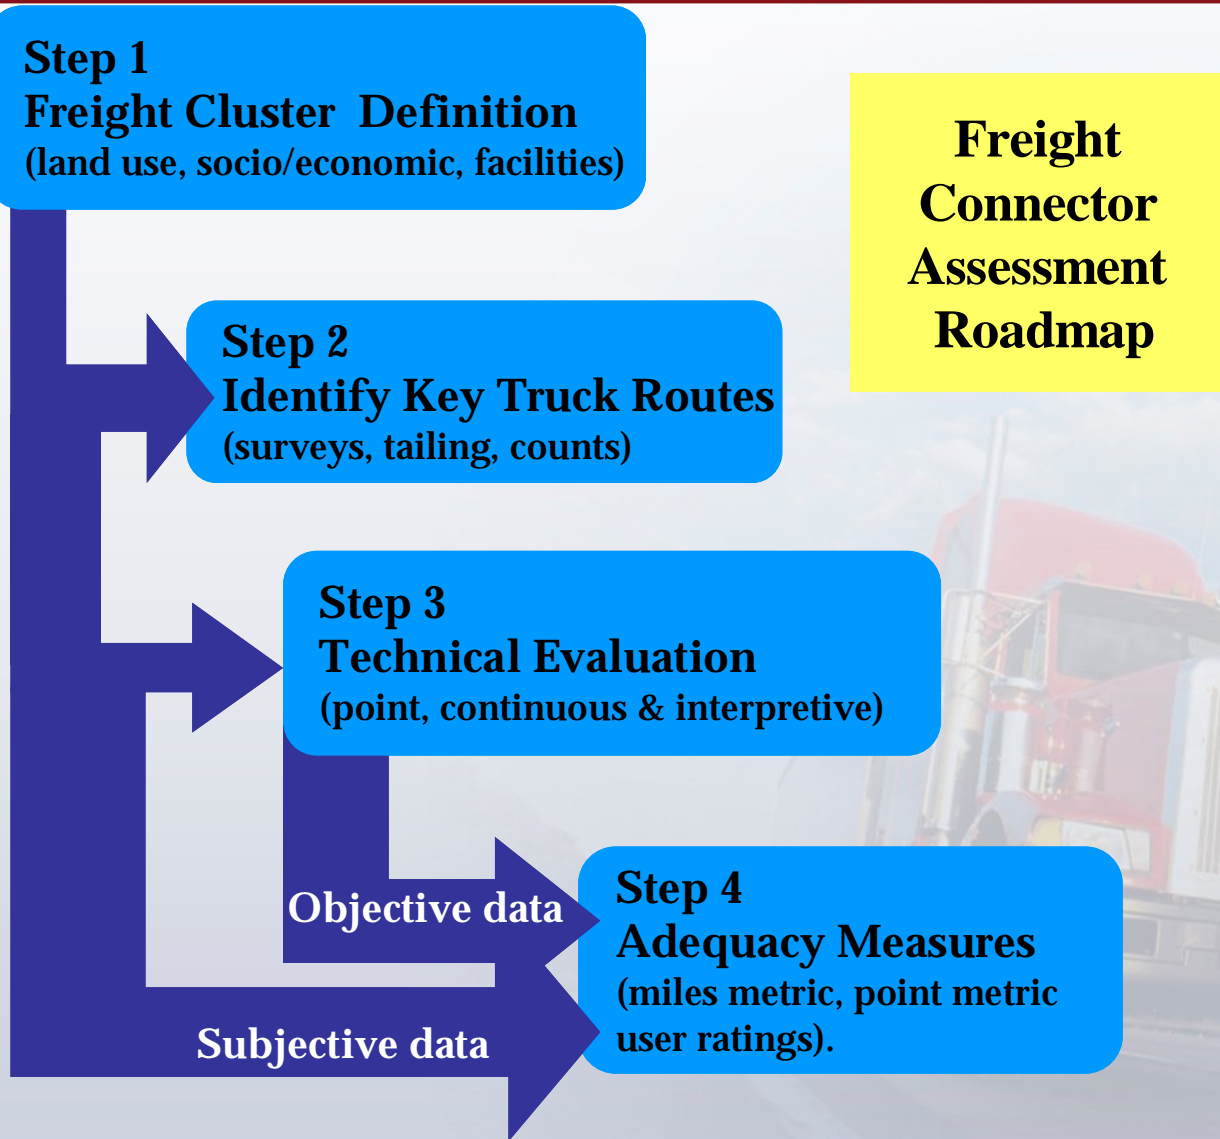 Step 1
Freight Cluster Definition
(land use, socio/economic, facilities)
Freight
Connector
Assessment
Roadmap
Step 2
Identify Key Truck Routes
(surveys, tailing, counts)
Step 3
Technical Evaluation
(point, continuous & interpretive)
Objective data
Step 4
Adequacy Measures
(miles metric, point metric
user ratings).
Subjective data